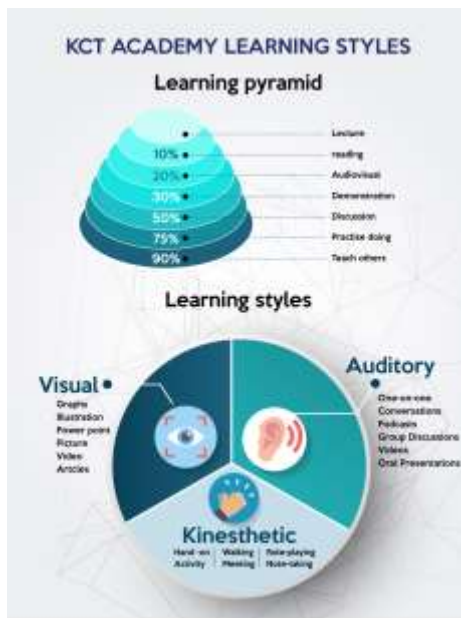 KCT ACADEMY LEARNING STYLES
Learning pyramid
Lecture
10% reading
20% Audiovisual
30% Demonstration
50% Discussion
75% Practise doing
90% Teach others
Learning styles
Visual
Graphs
Illustration
Power point
Picture
Video
Articles
Auditory
One-on-one
Conversations
Podcasts
Group Discussions
Videos
Oral Presentations
Kinesthetic
Hand-on Walking Role-playing
Activity Meeting Note-taking